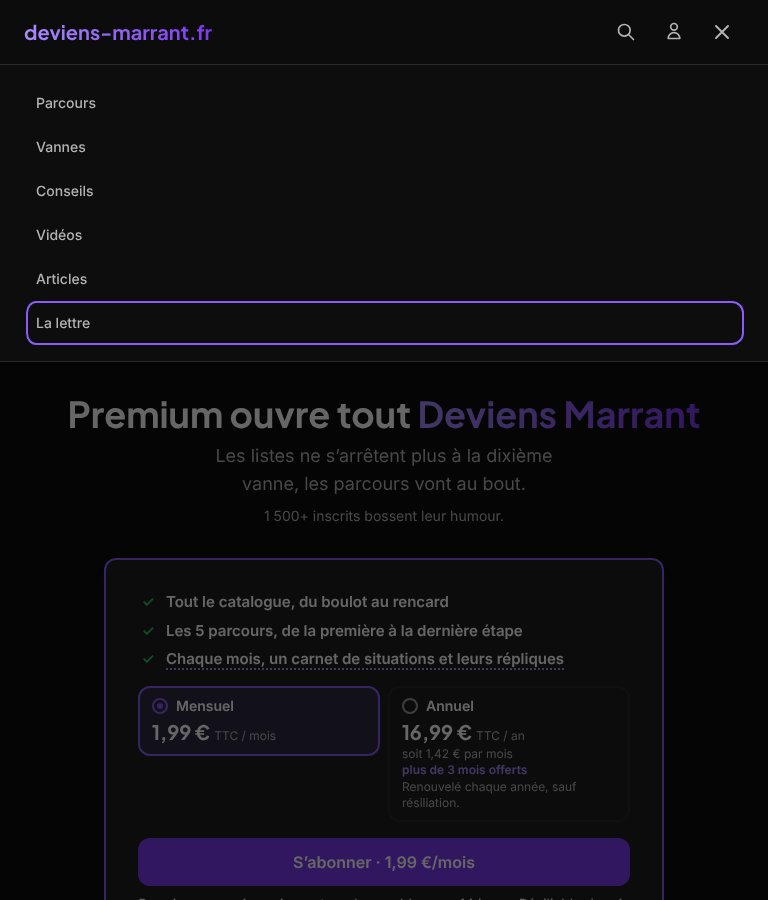 deviens-marrant.fr
Parcours
Vannes
Conseils
Vidéos
Articles
La lettre
Premium ouvre tout Deviens Marrant
Les listes ne s’arrêtent plus à la dixième
vanne, les parcours vont au bout.
1 500+ inscrits bossent leur humour.
Tout le catalogue, du boulot au rencard
Les 5 parcours, de la première à la dernière étape
Chaque mois, un carnet de situations et leurs répliques
Mensuel
1,99 € TTC / mois
Annuel
16,99 € TTC / an
soit 1,42 € par mois
plus de 3 mois offerts
Renouvelé chaque année, sauf
résiliation.
S’abonner · 1,99 €/mois